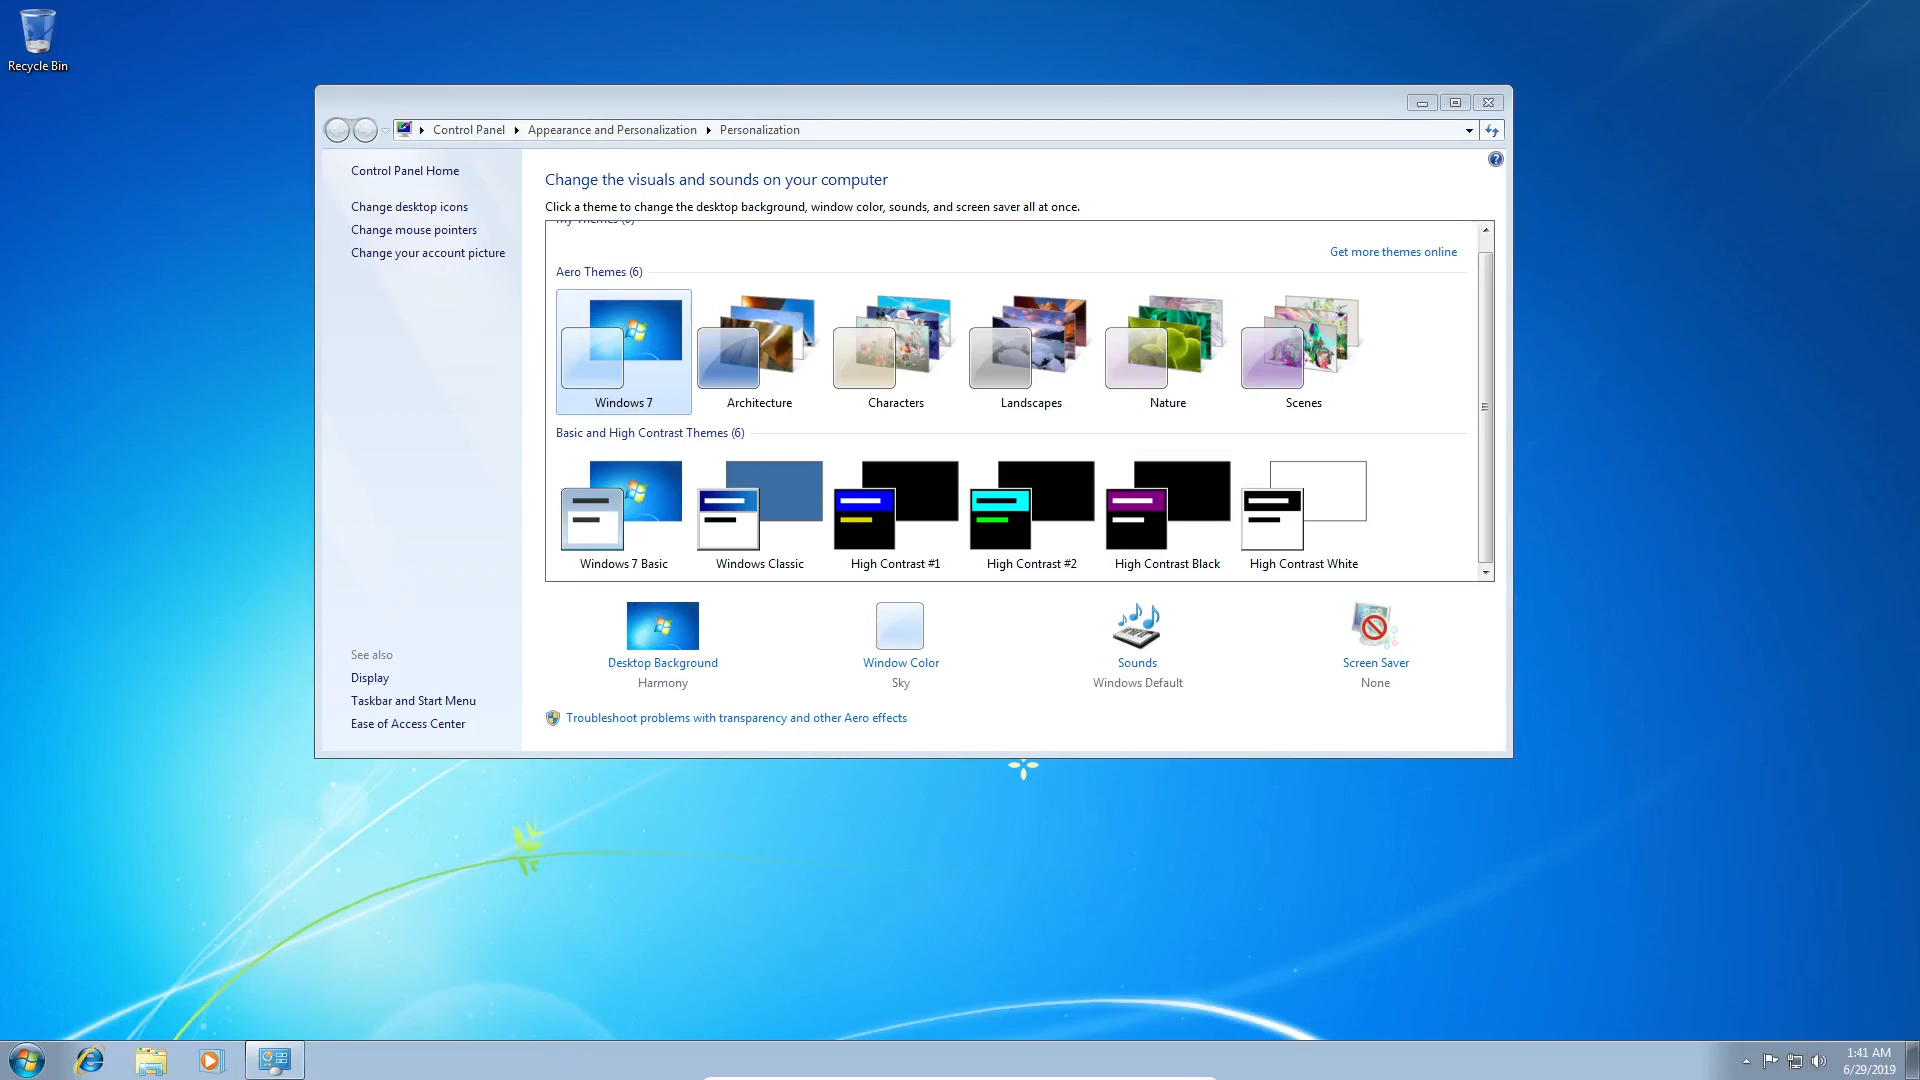 Recycle Bin
Control Panel
Appearance and Personalization
Personalization
Control Panel Home
Change desktop icons
Change mouse pointers
Change your account picture
See also
Display
Taskbar and Start Menu
Ease of Access Center
Change the visuals and sounds on your computer
Click a theme to change the desktop background, window color, sounds, and screen saver all at once.
Get more themes online
Aero Themes (6)
Windows 7
Architecture
Characters
Landscapes
Nature
Scenes
Basic and High Contrast Themes (6)
Windows 7 Basic
Windows Classic
High Contrast #1
High Contrast #2
High Contrast Black
High Contrast White
Desktop Background
Harmony
Window Color
Sky
Sounds
Windows Default
Screen Saver
None
Troubleshoot problems with transparency and other Aero effects
1:41 AM
6/29/2019